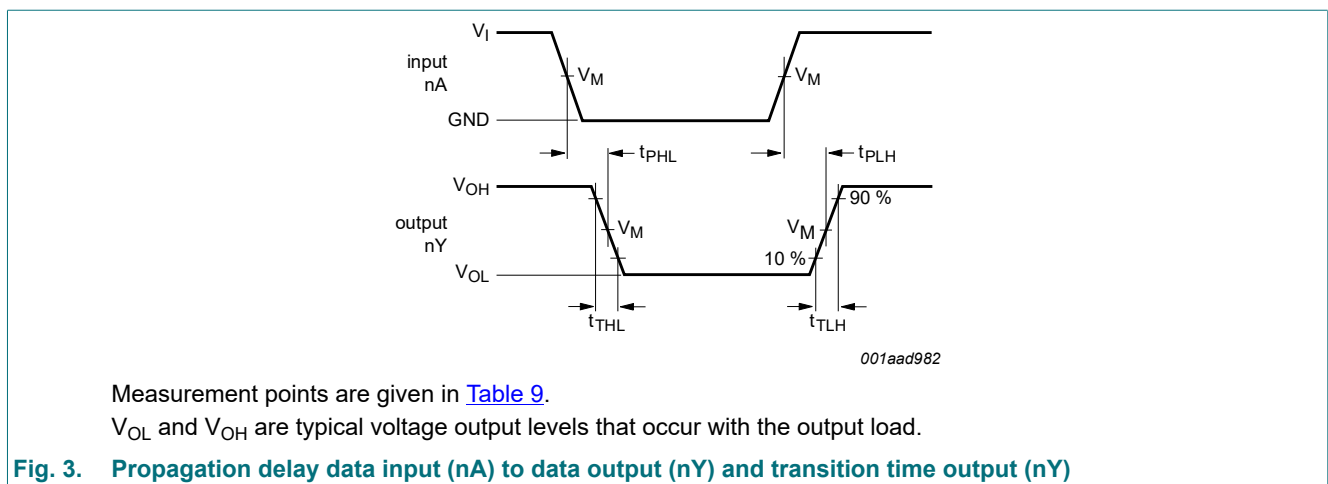 V_I
input
nA
V_M
V_M
GND
t_PHL
t_PLH
V_OH
90 %
output
nY
V_M
V_M
10 %
V_OL
t_THL
t_TLH
001aad982
Measurement points are given in Table 9.
V_OL and V_OH are typical voltage output levels that occur with the output load.
Fig. 3. Propagation delay data input (nA) to data output (nY) and transition time output (nY)